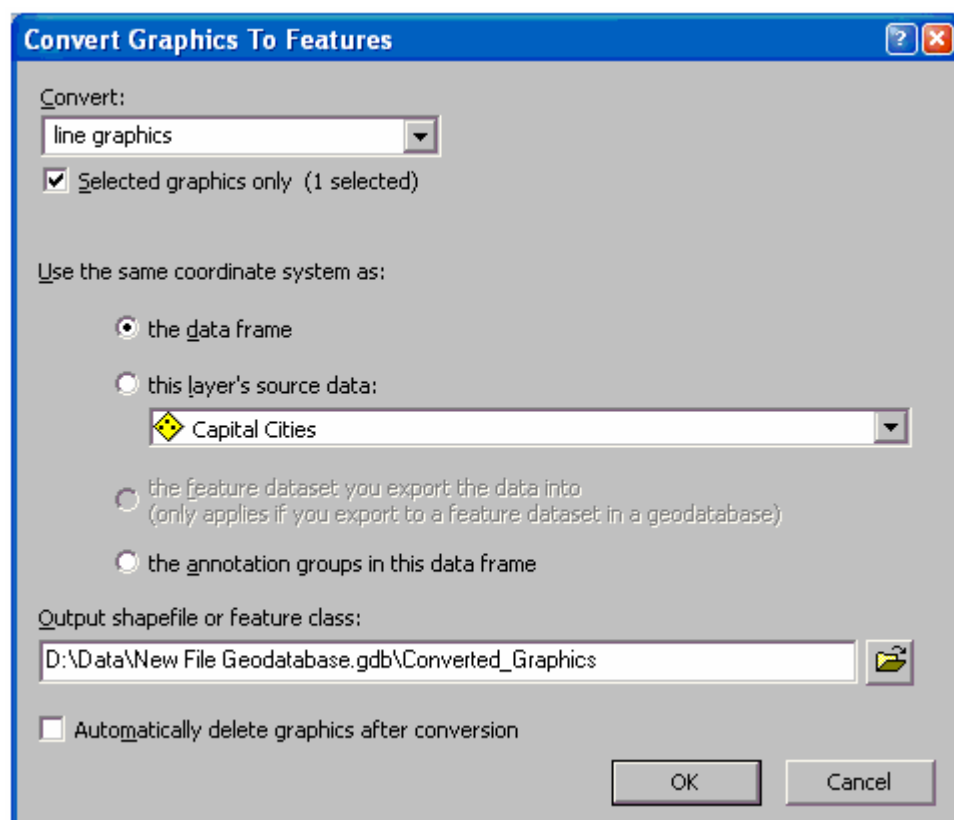 Convert Graphics To Features
Convert:
line graphics
Selected graphics only (1 selected)
Use the same coordinate system as:
the data frame
this layer's source data:
Capital Cities
the feature dataset you export the data into
(only applies if you export to a feature dataset in a geodatabase)
the annotation groups in this data frame
Output shapefile or feature class:
D:\Data\New File Geodatabase.gdb\Converted_Graphics
Automatically delete graphics after conversion
OK Cancel